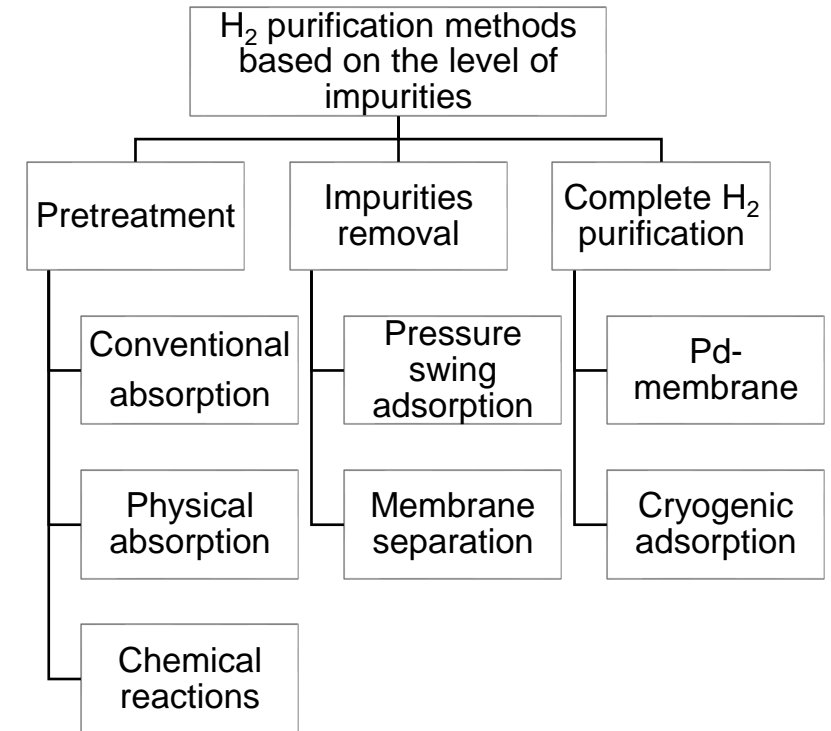 H₂ purification methods
based on the level of
impurities
Pretreatment
Impurities
removal
Complete H₂
purification
Conventional
absorption
Pressure
swing
adsorption
Pd-
membrane
Physical
absorption
Membrane
separation
Cryogenic
adsorption
Chemical
reactions